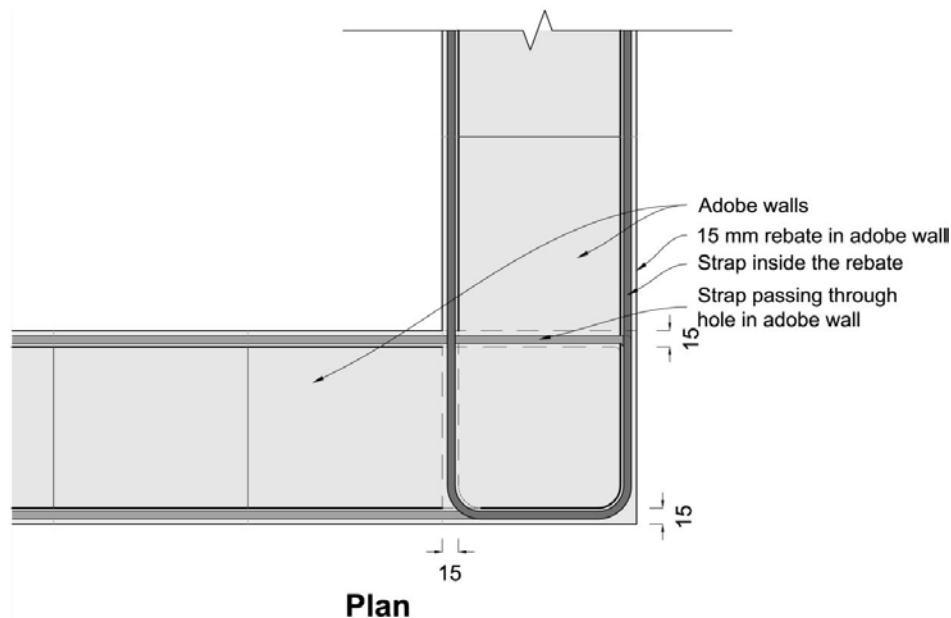 Adobe walls
15 mm rebate in adobe wall
Strap inside the rebate
Strap passing through
hole in adobe wall
15
15
15
Plan